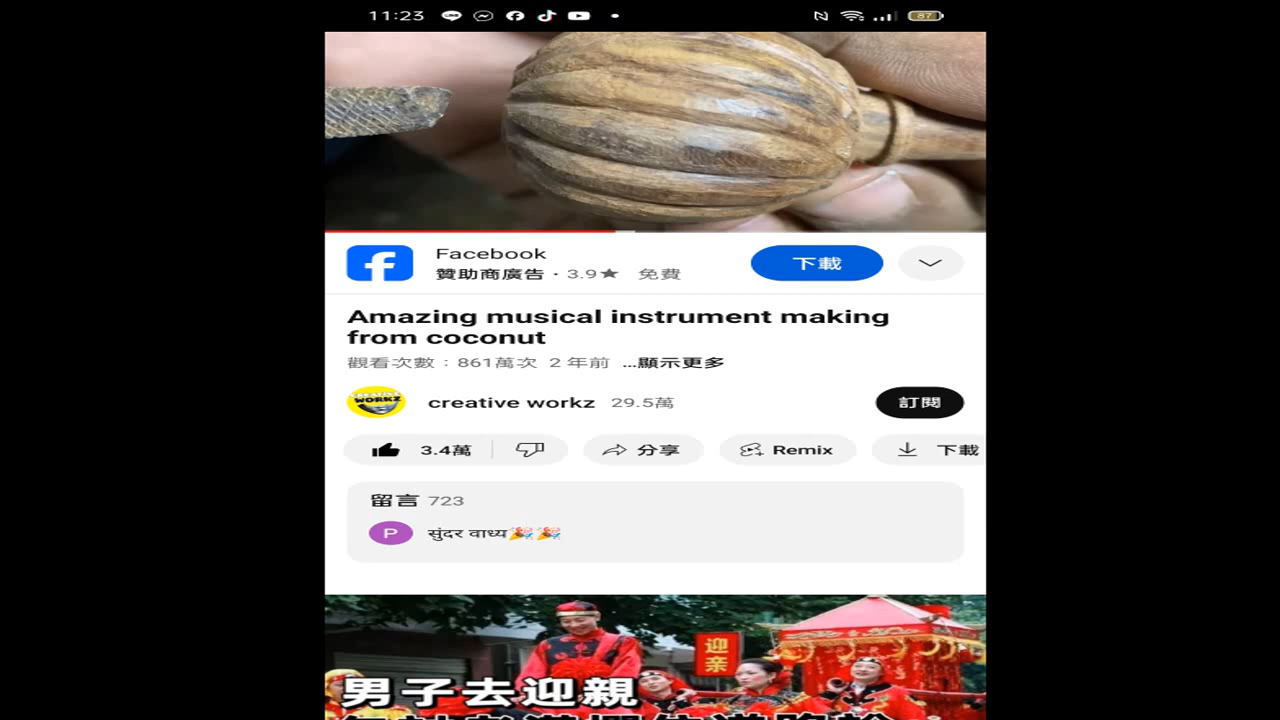 11:23
87
Facebook
贊助商廣告 · 3.9★ 免費
下載
Amazing musical instrument making
from coconut
觀看次數：861萬次 2 年前 ...顯示更多
WORKZ
creative workz 29.5萬
訂閱
3.4萬
分享
Remix
下載
留言 723
P
सुंदर वाध्य🎉🎉
迎
亲
男子去迎親